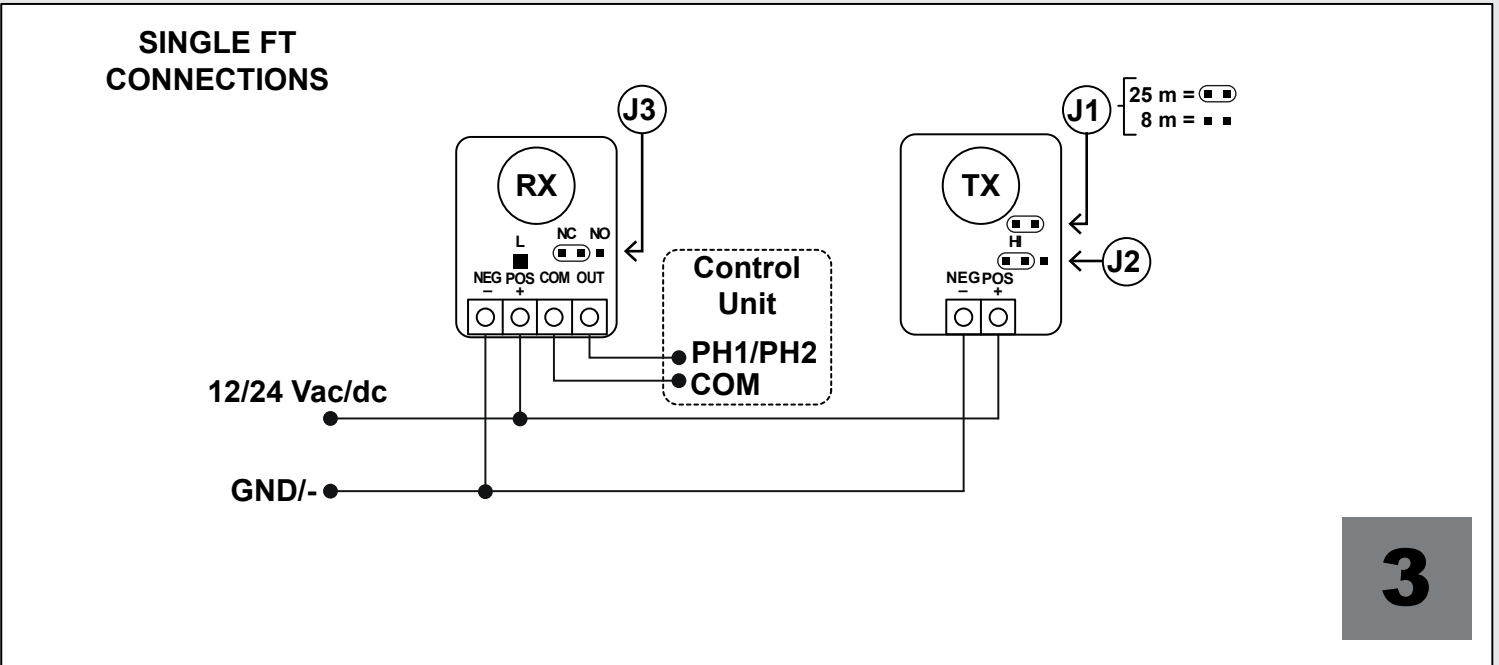 SINGLE FT
CONNECTIONS
J3
J1
25 m =
8 m =
RX
TX
L
NC NO
HI
J2
NEG POS COM OUT
− +
NEG POS
− +
Control
Unit
PH1/PH2
COM
12/24 Vac/dc
GND/-
3